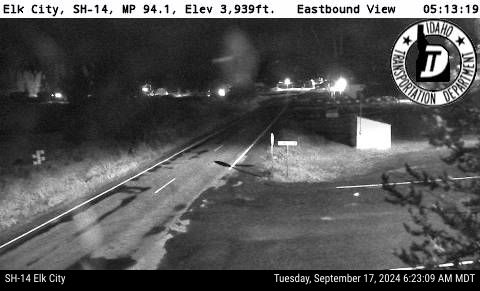 Elk City, SH-14, MP 94.1, Elev 3,939ft. Eastbound View 05:13:19
IDAHO
TRANSPORTATION DEPARTMENT
SH-14 Elk City Tuesday, September 17, 2024 6:23:09 AM MDT